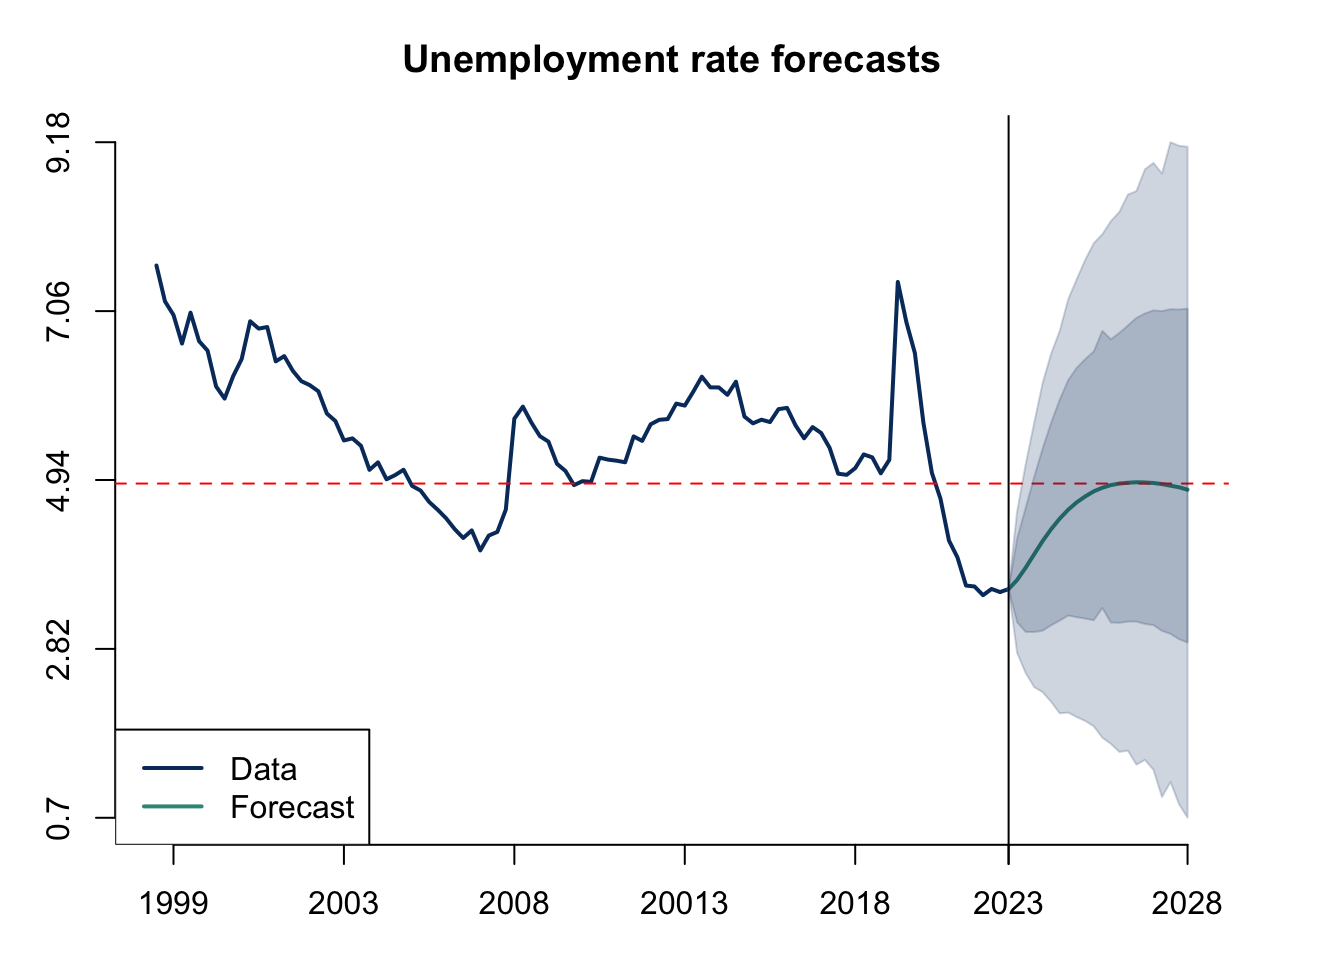 Unemployment rate forecasts
9.18
7.06
4.94
2.82
0.7
Data
Forecast
1999 2003 2008 20013 2018 2023 2028